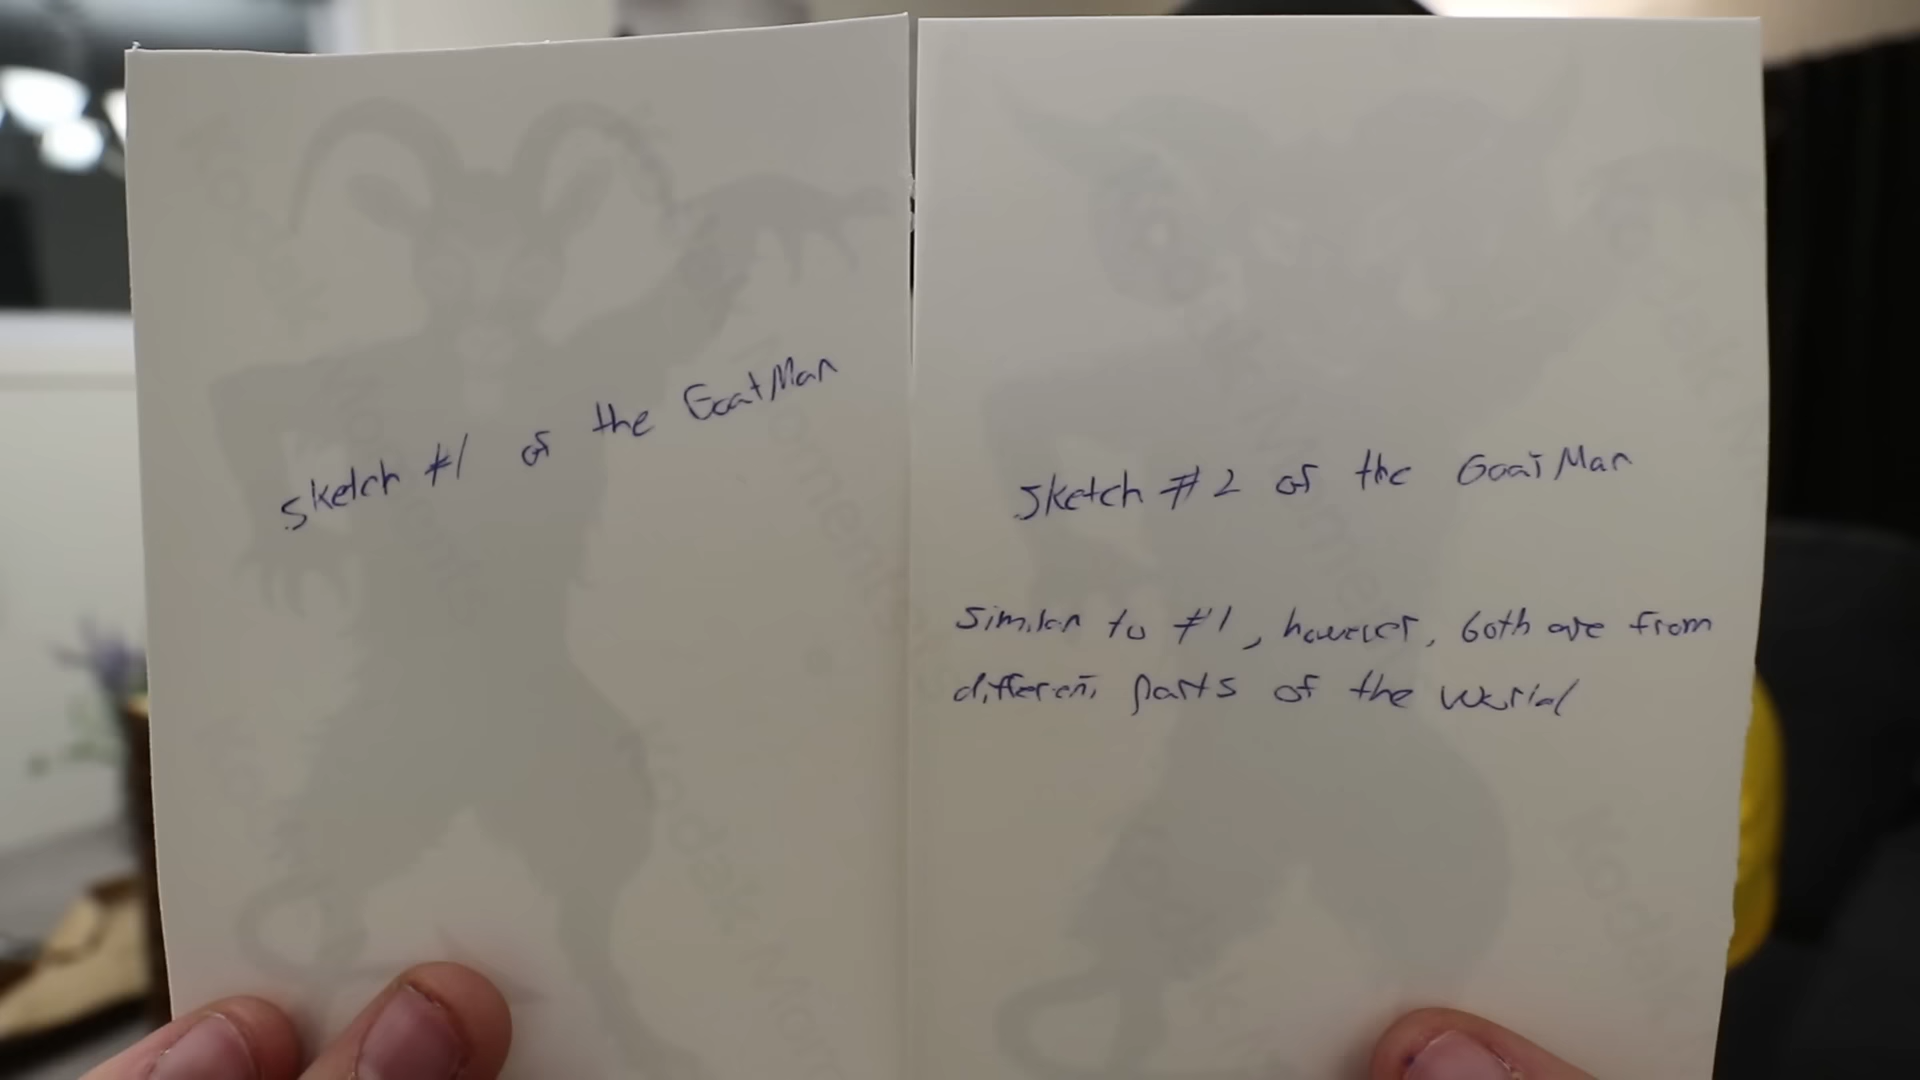 Sketch #1 of the GoatMan
Sketch #2 of the GoatMan
Similar to #1, however, both are from
different parts of the world